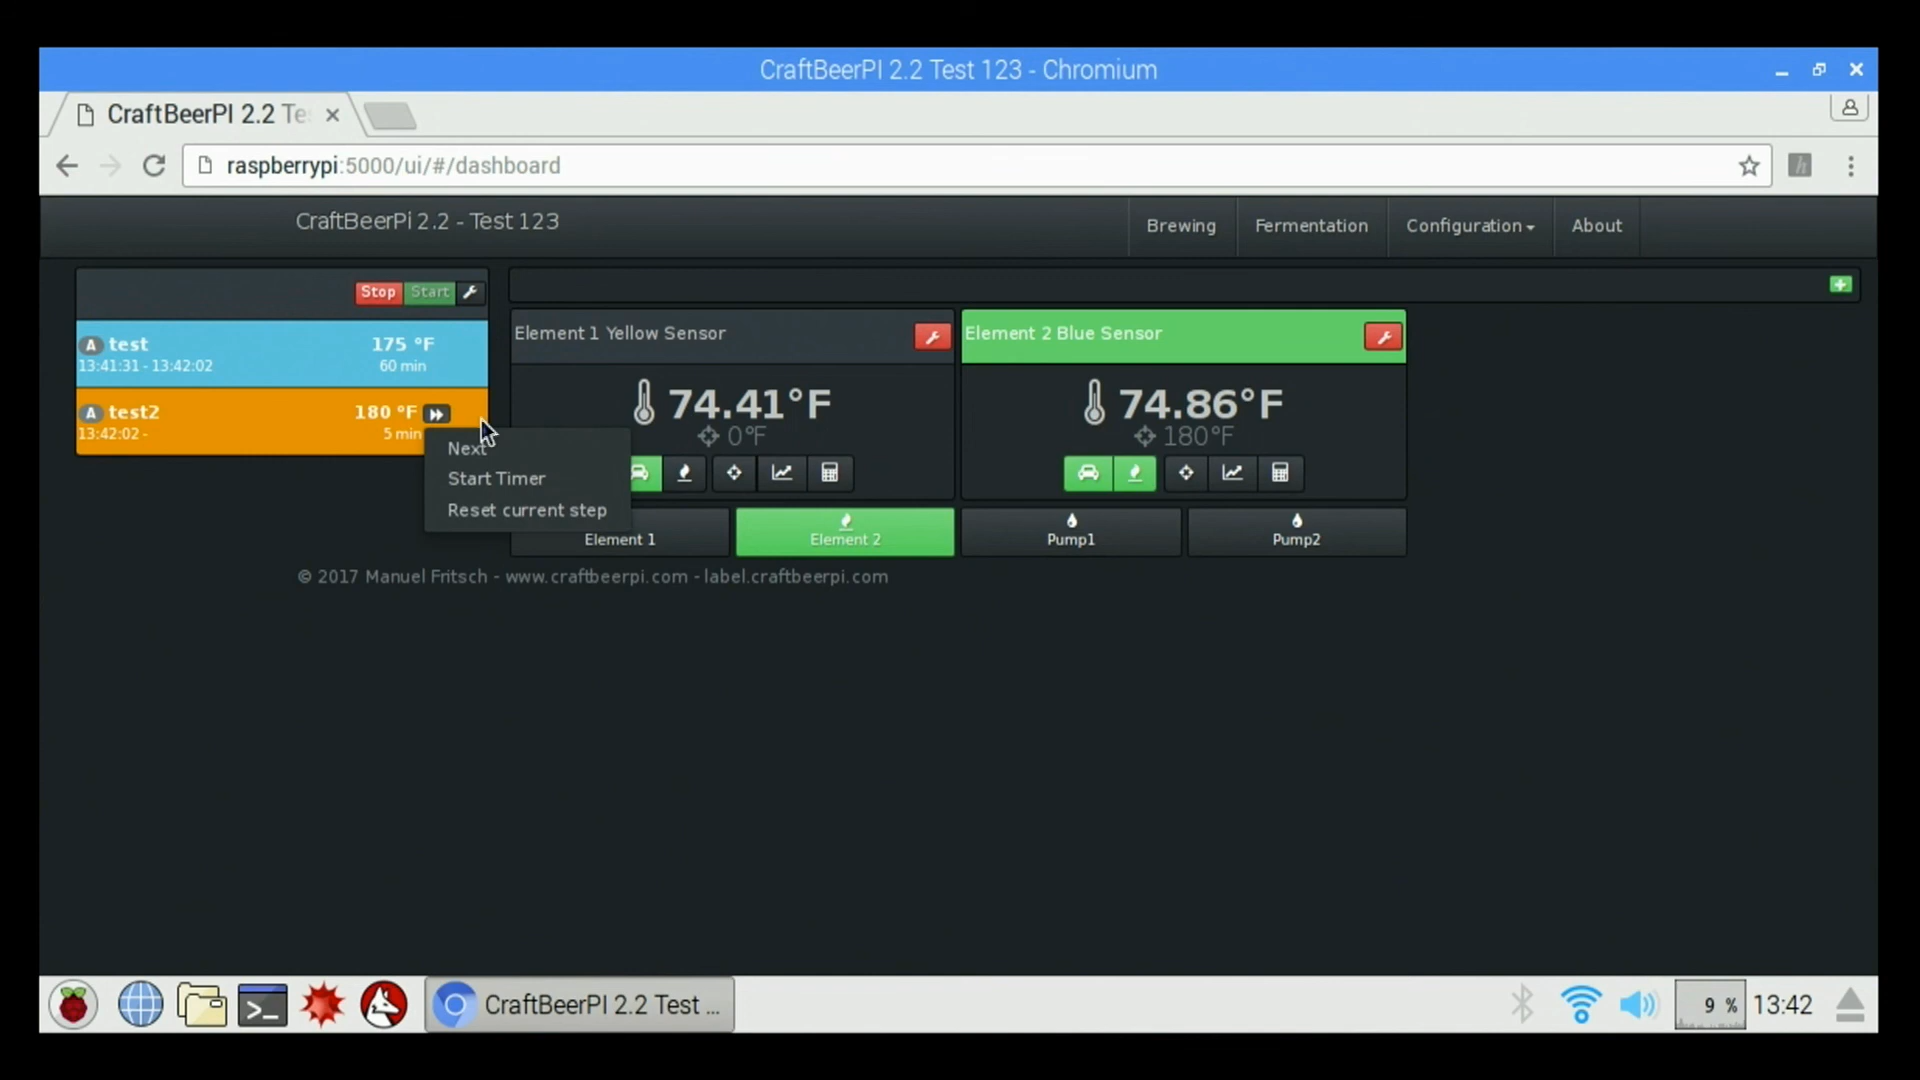 CraftBeerPI 2.2 Test 123 - Chromium
CraftBeerPI 2.2 Te
raspberrypi:5000/ui/#/dashboard
CraftBeerPi 2.2 - Test 123
Brewing
Fermentation
Configuration
About
Stop
Start
A test
175 °F
13:41:31 - 13:42:02
60 min
A test2
180 °F
13:42:02 -
5 min
Next
Start Timer
Reset current step
Element 1 Yellow Sensor
74.41°F
0°F
Element 2 Blue Sensor
74.86°F
180°F
Element 1
Element 2
Pump1
Pump2
© 2017 Manuel Fritsch - www.craftbeerpi.com - label.craftbeerpi.com
CraftBeerPI 2.2 Test ...
9 %
13:42